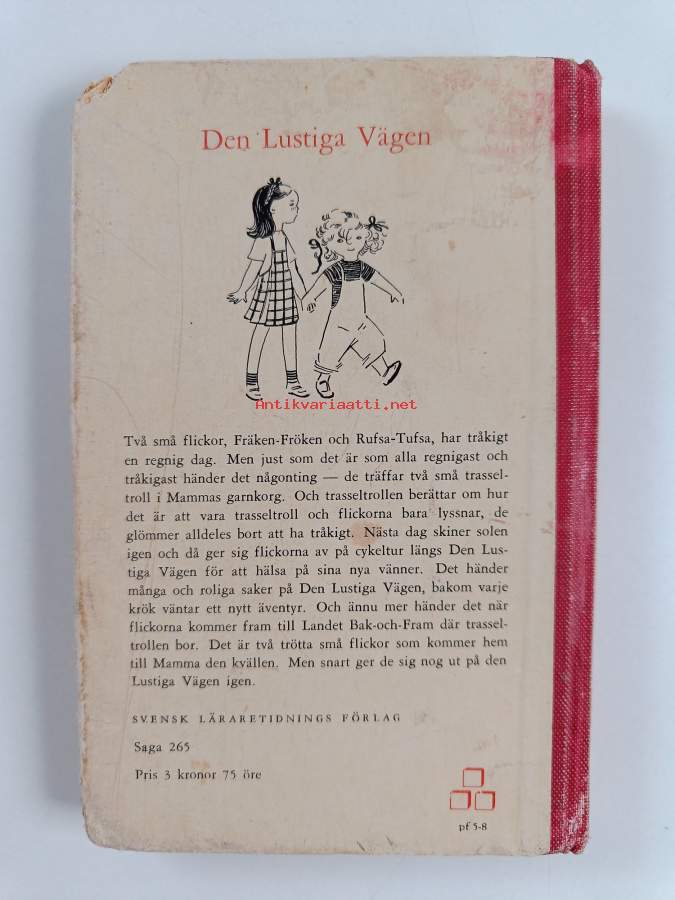 Den Lustiga Vägen
Antikvariaatti.net
Två små flickor, Fräken-Fröken och Rufsa-Tufsa, har tråkigt
en regnig dag. Men just som det är som alla regnigast och
tråkigast händer det någonting — de träffar två små trassel-
troll i Mammas garnkorg. Och trasseltrollen berättar om hur
det är att vara trasseltroll och flickorna bara lyssnar, de
glömmer alldeles bort att ha tråkigt. Nästa dag skiner solen
igen och då ger sig flickorna av på cykeltur längs Den Lus-
tiga Vägen för att hälsa på sina nya vänner. Det händer
många och roliga saker på Den Lustiga Vägen, bakom varje
krök väntar ett nytt äventyr. Och ännu mer händer det när
flickorna kommer fram till Landet Bak-och-Fram där trassel-
trollen bor. Det är två trötta små flickor som kommer hem
till Mamma den kvällen. Men snart ger de sig nog ut på den
Lustiga Vägen igen.
SVENSK LÄRARETIDNINGS FÖRLAG
Saga 265
Pris 3 kronor 75 öre
pf 5-8